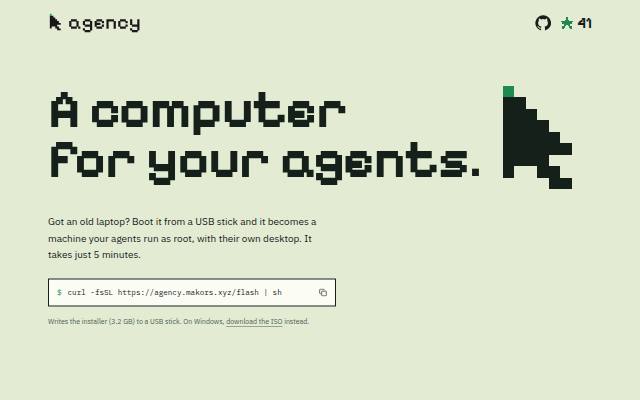 agency
41
A computer
for your agents.
Got an old laptop? Boot it from a USB stick and it becomes a
machine your agents run as root, with their own desktop. It
takes just 5 minutes.
$ curl -fsSL https://agency.makors.xyz/flash | sh
Writes the installer (3.2 GB) to a USB stick. On Windows, download the ISO instead.